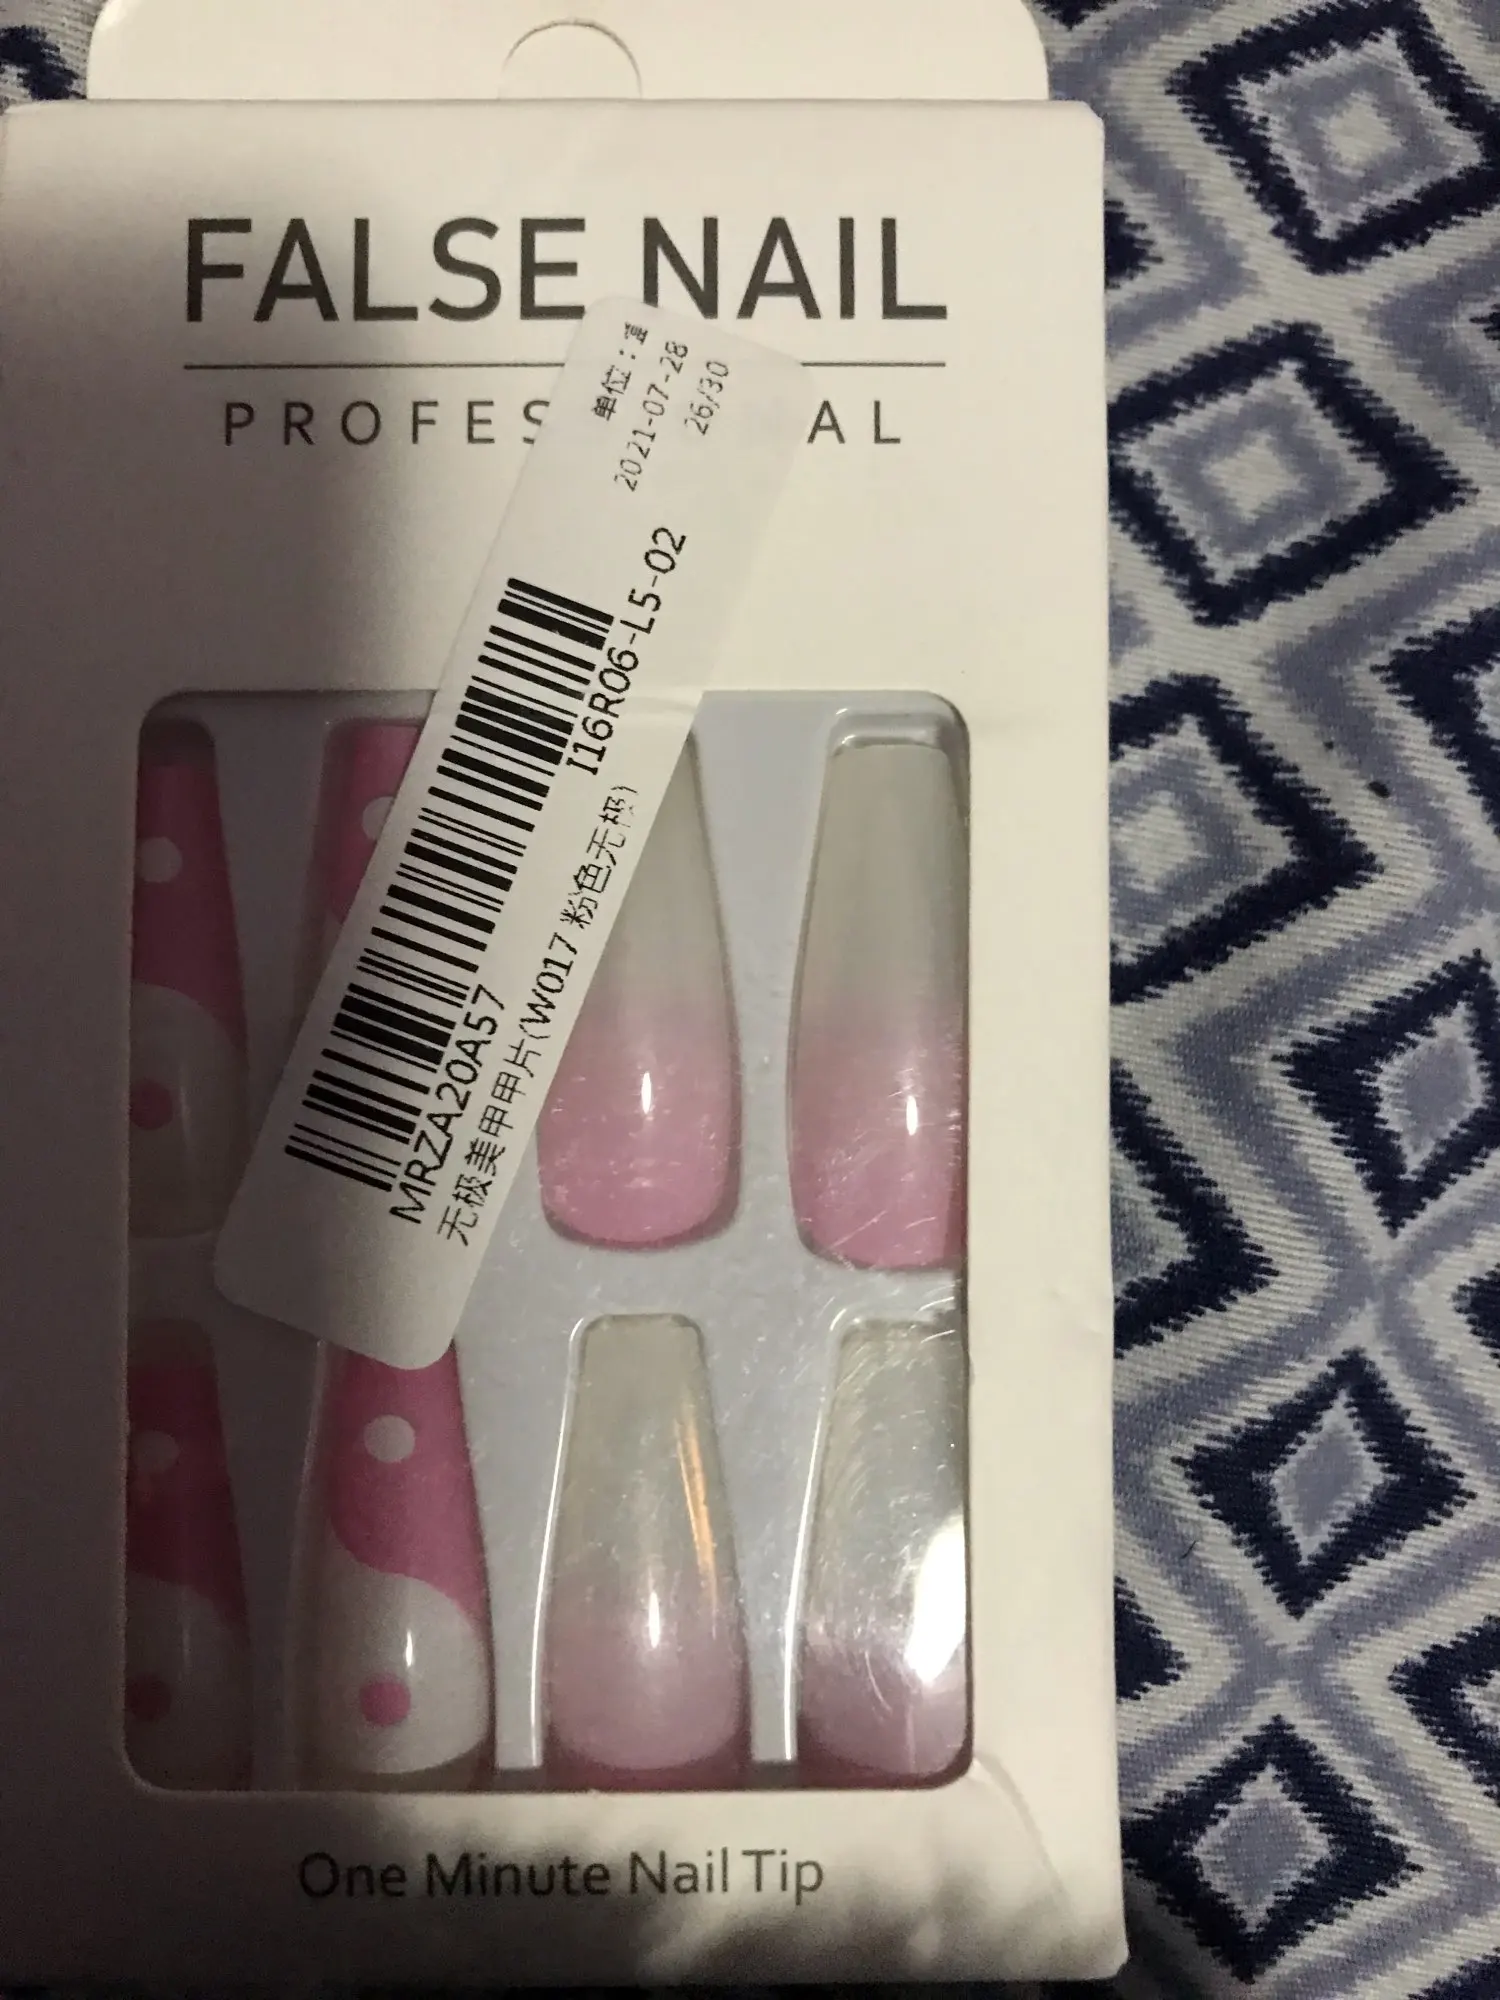 FALSE NAIL
PROFES AL
单位：盒
2021-07-28
26/30
I16R06-L5-02
MRZA20A57
无极美甲甲片(W017 粉色无极)
One Minute Nail Tip